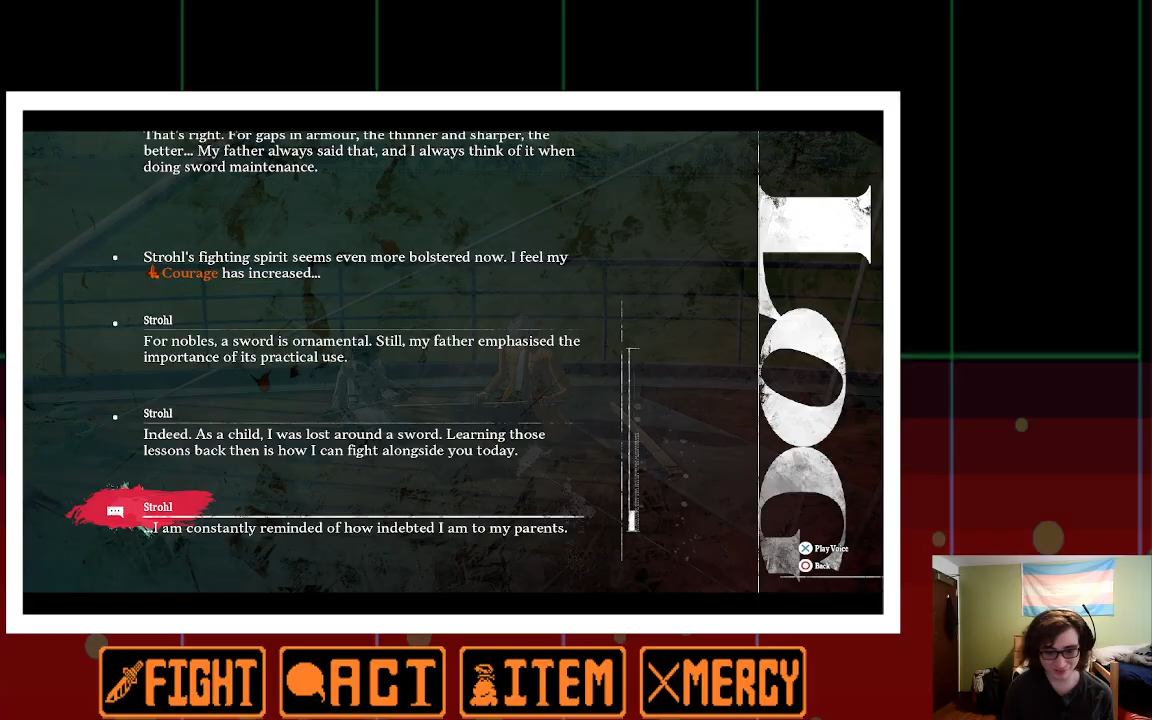 That's right. For gaps in armour, the thinner and sharper, the
better... My father always said that, and I always think of it when
doing sword maintenance.
Strohl's fighting spirit seems even more bolstered now. I feel my
Courage has increased...
Strohl
For nobles, a sword is ornamental. Still, my father emphasised the
importance of its practical use.
Strohl
Indeed. As a child, I was lost around a sword. Learning those
lessons back then is how I can fight alongside you today.
Strohl
...I am constantly reminded of how indebted I am to my parents.
LOG
Play Voice
Back
FIGHT
ACT
ITEM
MERCY